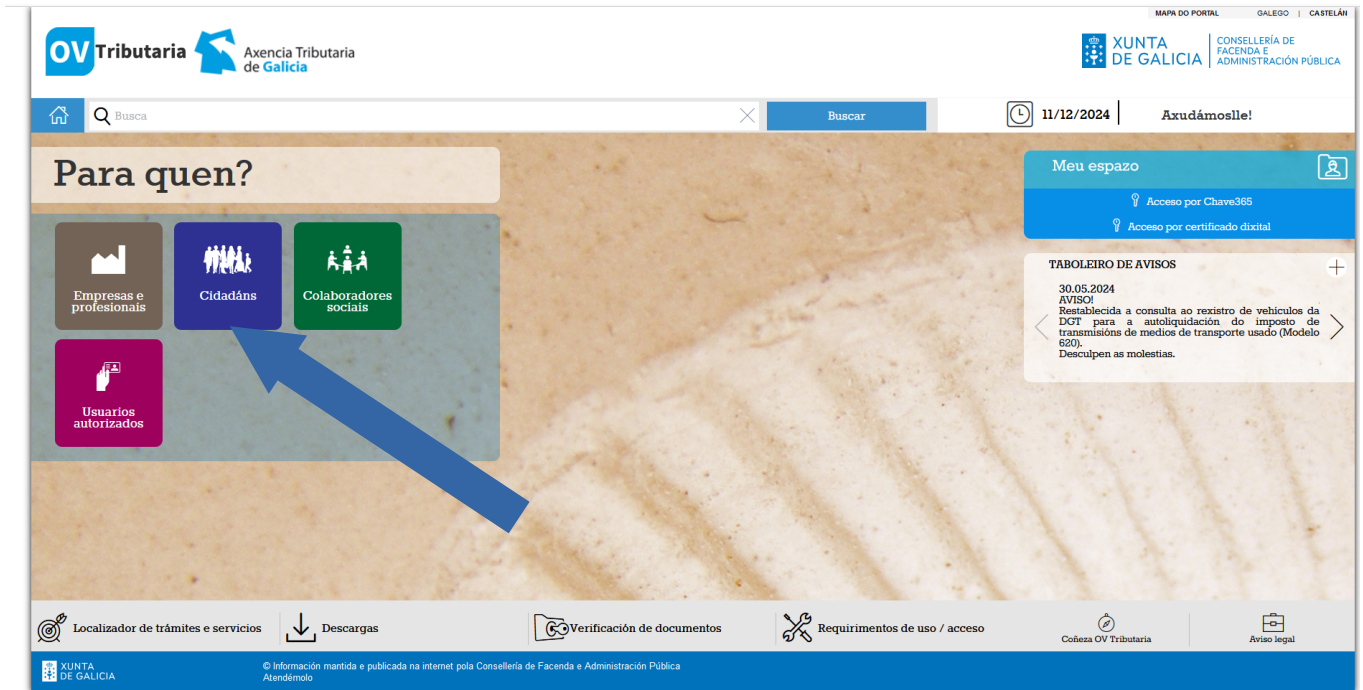 MAPA DO PORTAL GALEGO | CASTELÁN
OV Tributaria
Axencia Tributaria
de Galicia
XUNTA
DE GALICIA
CONSELLERÍA DE
FACENDA E
ADMINISTRACIÓN PÚBLICA
Busca
Buscar
11/12/2024
Axudámoslle!
Para quen?
Empresas e
profesionais
Cidadáns
Colaboradores
sociais
Usuarios
autorizados
Meu espazo
Acceso por Chave365
Acceso por certificado dixital
TABOLEIRO DE AVISOS
30.05.2024
AVISO!
Restablecida a consulta ao rexistro de vehiculos da
DGT para a autoliquidación do imposto de
transmisións de medios de transporte usado (Modelo
620).
Desculpen as molestias.
Localizador de trámites e servicios
Descargas
Verificación de documentos
Requirimentos de uso / acceso
Coñeza OV Tributaria
Aviso legal
XUNTA
DE GALICIA
© Información mantida e publicada na internet pola Consellería de Facenda e Administración Pública
Atendémolo